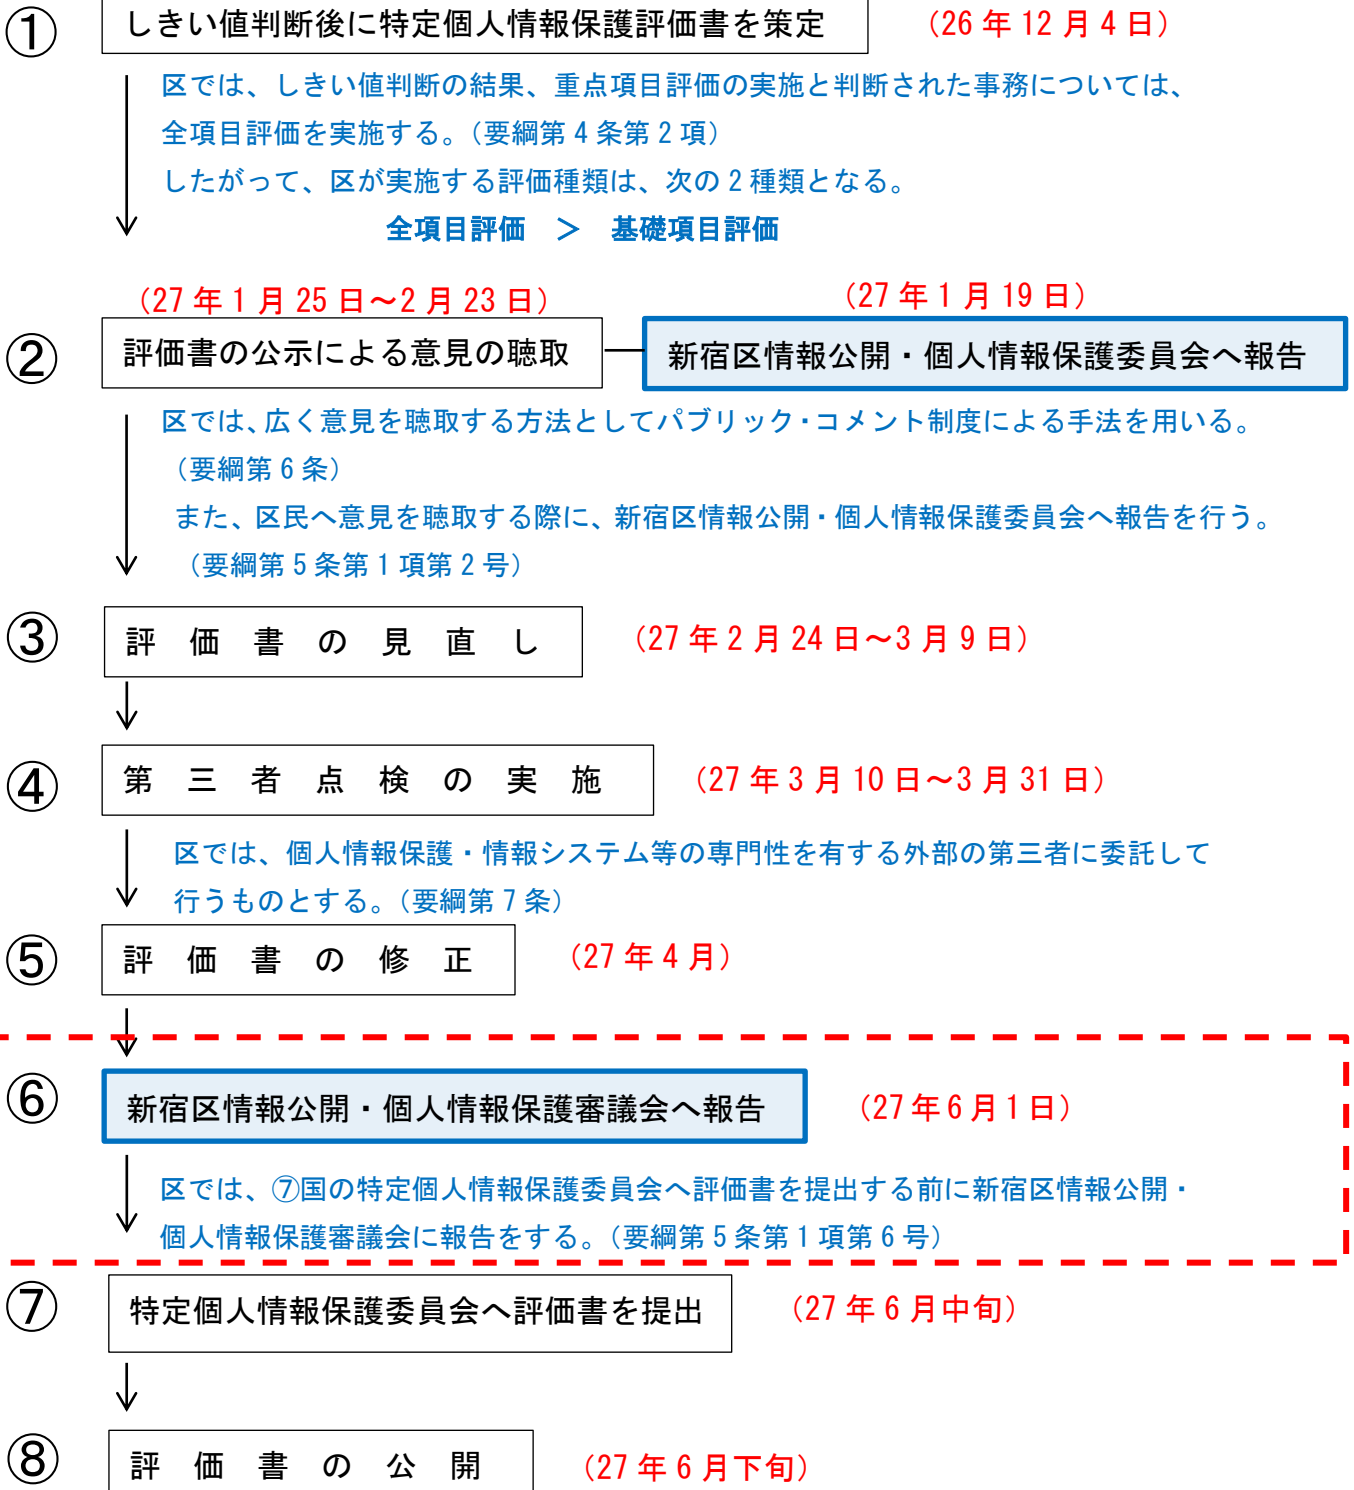 ① しきい値判断後に特定個人情報保護評価書を策定 （26年12月4日）
区では、しきい値判断の結果、重点項目評価の実施と判断された事務については、
全項目評価を実施する。（要綱第4条第2項）
したがって、区が実施する評価種類は、次の2種類となる。
全項目評価 ＞ 基礎項目評価
（27年1月25日～2月23日） （27年1月19日）
② 評価書の公示による意見の聴取 新宿区情報公開・個人情報保護委員会へ報告
区では、広く意見を聴取する方法としてパブリック・コメント制度による手法を用いる。
（要綱第6条）
また、区民へ意見を聴取する際に、新宿区情報公開・個人情報保護委員会へ報告を行う。
（要綱第5条第1項第2号）
③ 評価書の見直し （27年2月24日～3月9日）
④ 第三者点検の実施 （27年3月10日～3月31日）
区では、個人情報保護・情報システム等の専門性を有する外部の第三者に委託して
行うものとする。（要綱第7条）
⑤ 評価書の修正 （27年4月）
⑥ 新宿区情報公開・個人情報保護審議会へ報告 （27年6月1日）
区では、⑦国の特定個人情報保護委員会へ評価書を提出する前に新宿区情報公開・
個人情報保護審議会に報告をする。（要綱第5条第1項第6号）
⑦ 特定個人情報保護委員会へ評価書を提出 （27年6月中旬）
⑧ 評価書の公開 （27年6月下旬）